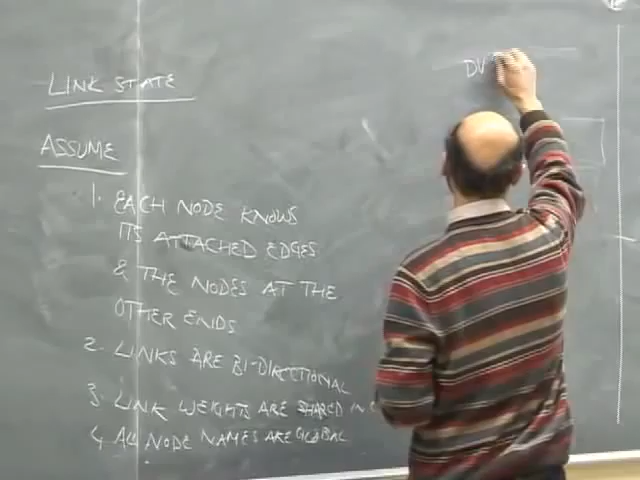 LINK STATE
DV
ASSUME
1. EACH NODE KNOWS
ITS ATTACHED EDGES
& THE NODES AT THE
OTHER ENDS
2. LINKS ARE BI-DIRECTIONAL
3. LINK WEIGHTS ARE SHARED IN
4. ALL NODE NAMES ARE GLOBAL